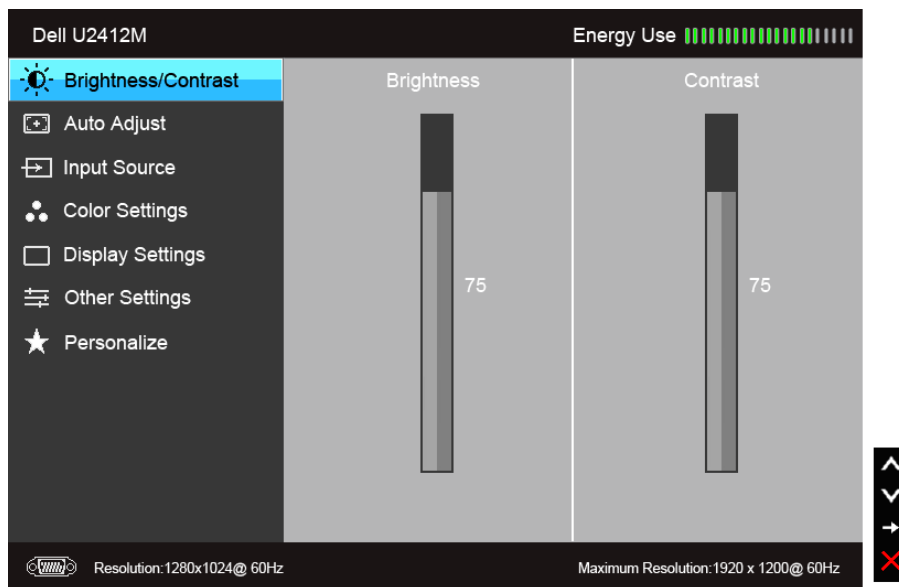 Dell U2412M Energy Use
Brightness/Contrast Brightness Contrast
Auto Adjust
Input Source
Color Settings
Display Settings
75 75
Other Settings
Personalize
Resolution:1280x1024@ 60Hz Maximum Resolution:1920 x 1200@ 60Hz